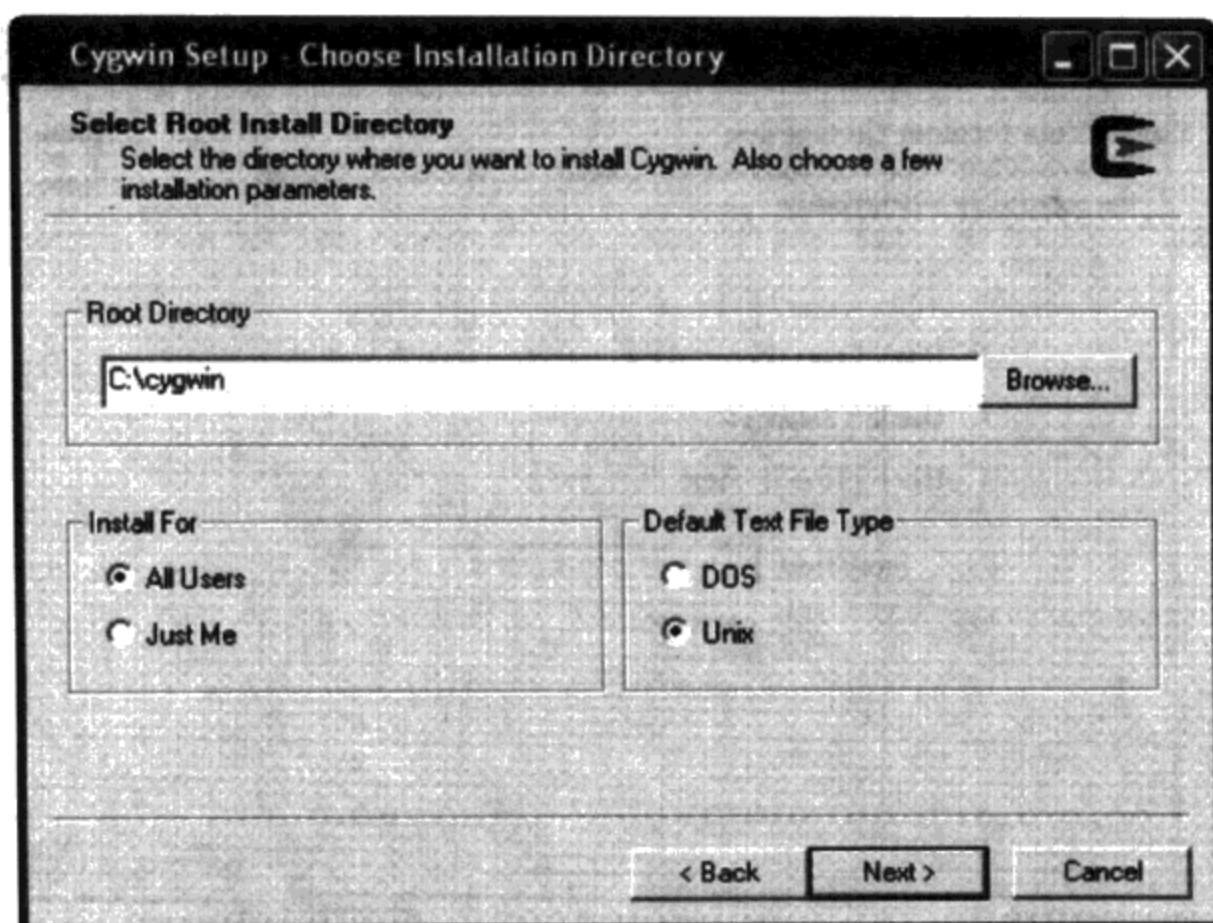 Cygwin Setup - Choose Installation Directory
Select Root Install Directory
Select the directory where you want to install Cygwin. Also choose a few
installation parameters.
Root Directory
C:\cygwin
Browse...
Install For
All Users
Just Me
Default Text File Type
DOS
Unix
< Back
Next >
Cancel